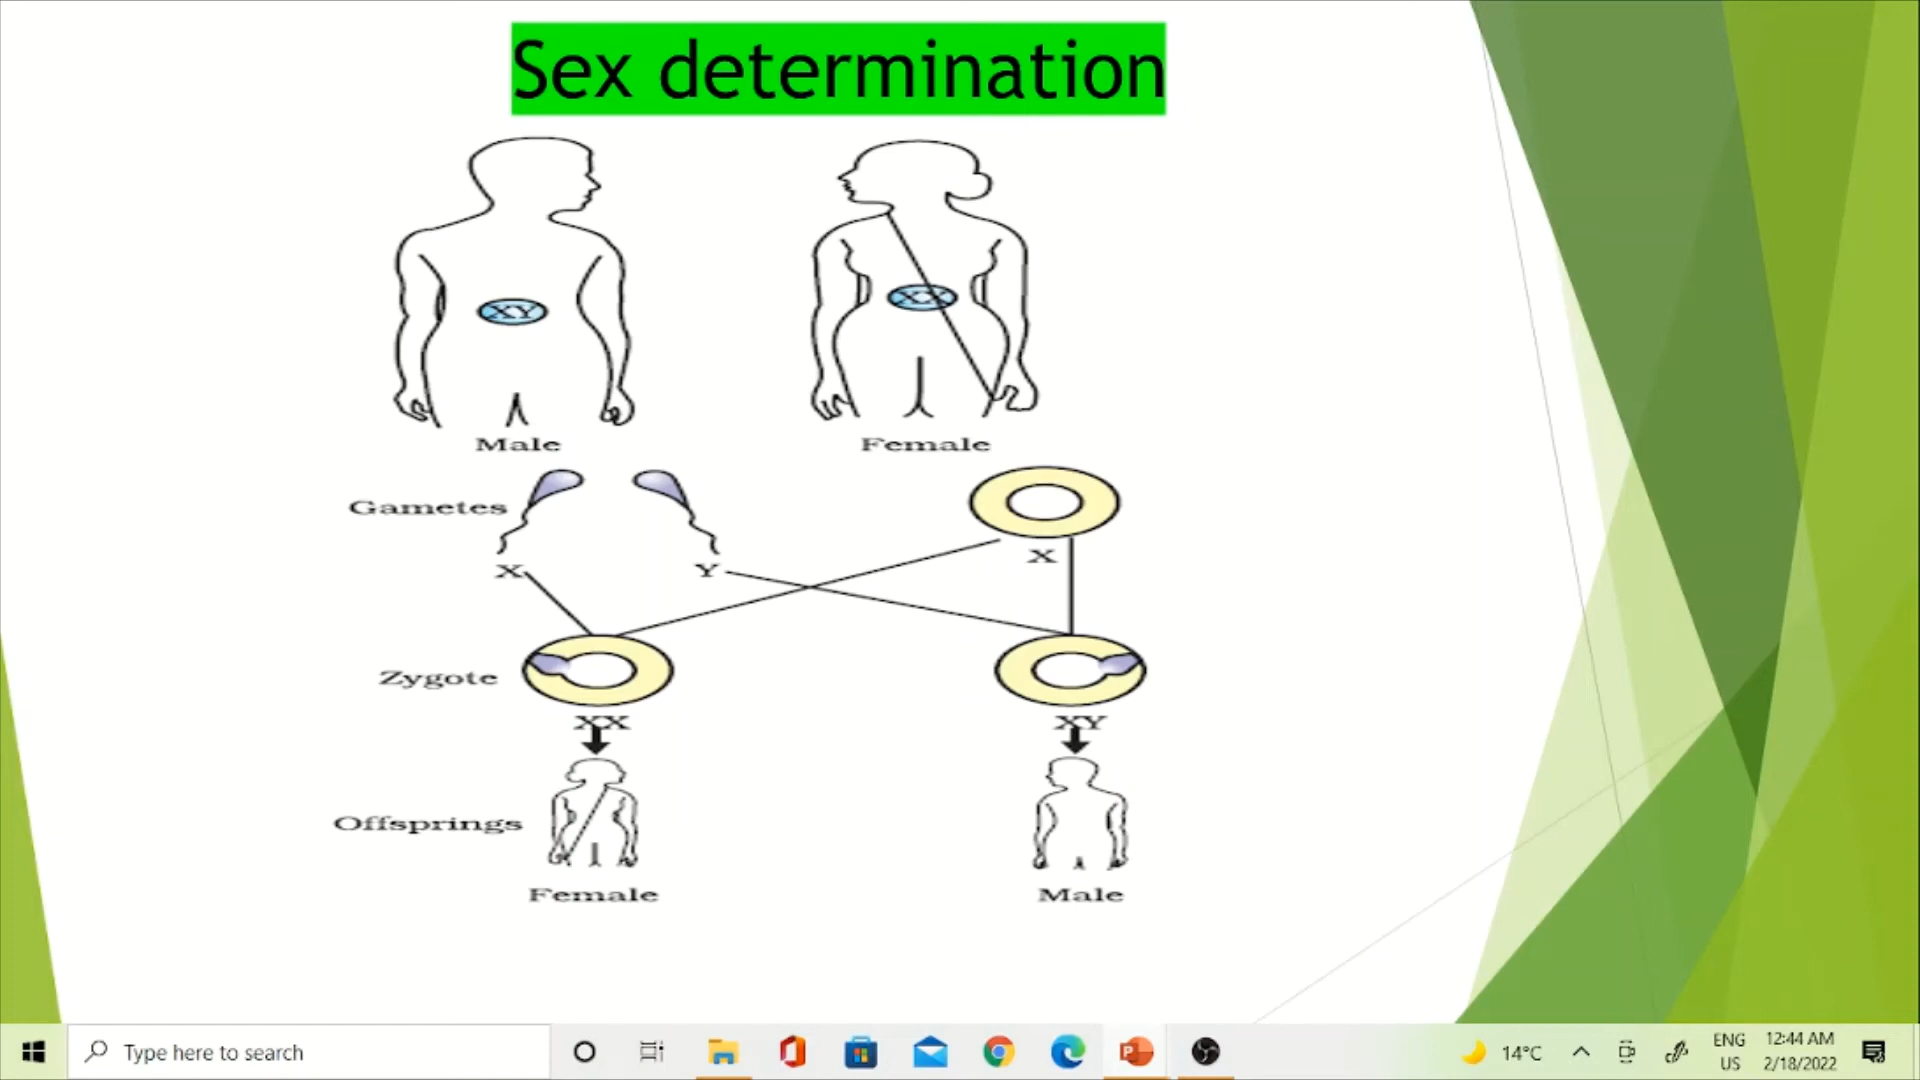 Sex determination
XY
XX
Male
Female
Gametes
X
Y
X
Zygote
XX
XY
Offsprings
Female
Male
Type here to search
14°C
ENG
US
12:44 AM
2/18/2022